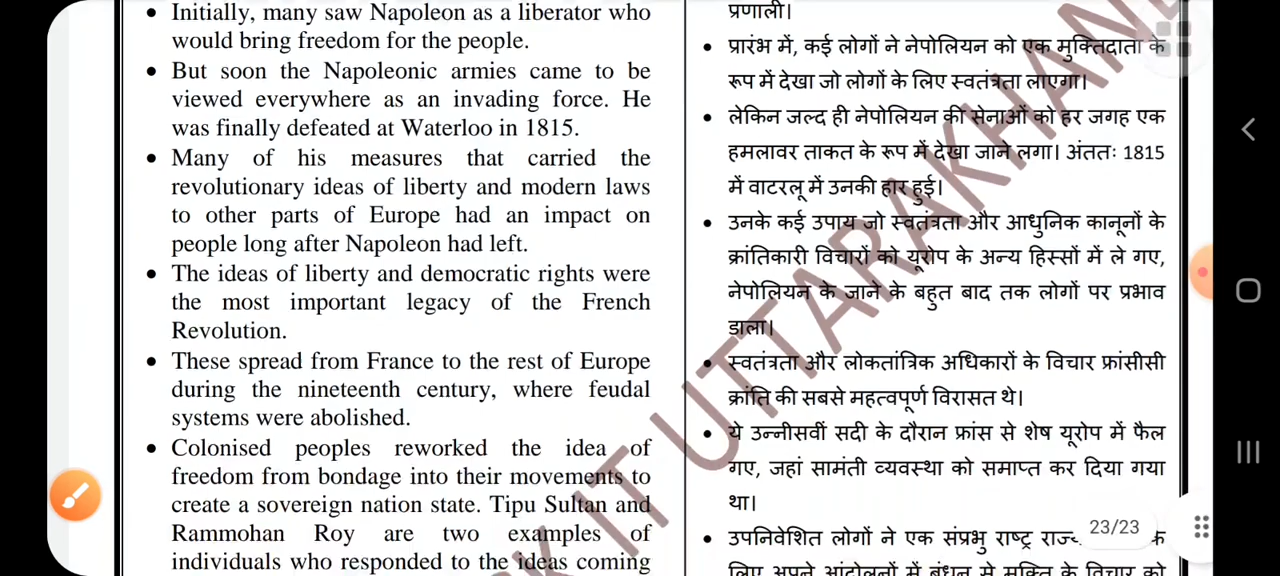 • Initially, many saw Napoleon as a liberator who
would bring freedom for the people.
• But soon the Napoleonic armies came to be
viewed everywhere as an invading force. He
was finally defeated at Waterloo in 1815.
• Many of his measures that carried the
revolutionary ideas of liberty and modern laws
to other parts of Europe had an impact on
people long after Napoleon had left.
• The ideas of liberty and democratic rights were
the most important legacy of the French
Revolution.
• These spread from France to the rest of Europe
during the nineteenth century, where feudal
systems were abolished.
• Colonised peoples reworked the idea of
freedom from bondage into their movements to
create a sovereign nation state. Tipu Sultan and
Rammohan Roy are two examples of
individuals who responded to the ideas coming
प्रणाली।
• प्रारंभ में, कई लोगों ने नेपोलियन को एक मुक्तिदाता के
रूप में देखा जो लोगों के लिए स्वतंत्रता लाएगा।
• लेकिन जल्द ही नेपोलियन की सेनाओं को हर जगह एक
हमलावर ताकत के रूप में देखा जाने लगा। अंततः 1815
में वाटरलू में उनकी हार हुई।
• उनके कई उपाय जो स्वतंत्रता और आधुनिक कानूनों के
क्रांतिकारी विचारों को यूरोप के अन्य हिस्सों में ले गए,
नेपोलियन के जाने के बहुत बाद तक लोगों पर प्रभाव
डाला।
• स्वतंत्रता और लोकतांत्रिक अधिकारों के विचार फ्रांसीसी
क्रांति की सबसे महत्वपूर्ण विरासत थे।
• ये उन्नीसवीं सदी के दौरान फ्रांस से शेष यूरोप में फैल
गए, जहां सामंती व्यवस्था को समाप्त कर दिया गया
था।
• उपनिवेशित लोगों ने एक संप्रभु राष्ट्र
लिए अपने आंदोलनों में बंधन से मुक्ति के विचार को
IT UTTARAKHAND
23/23